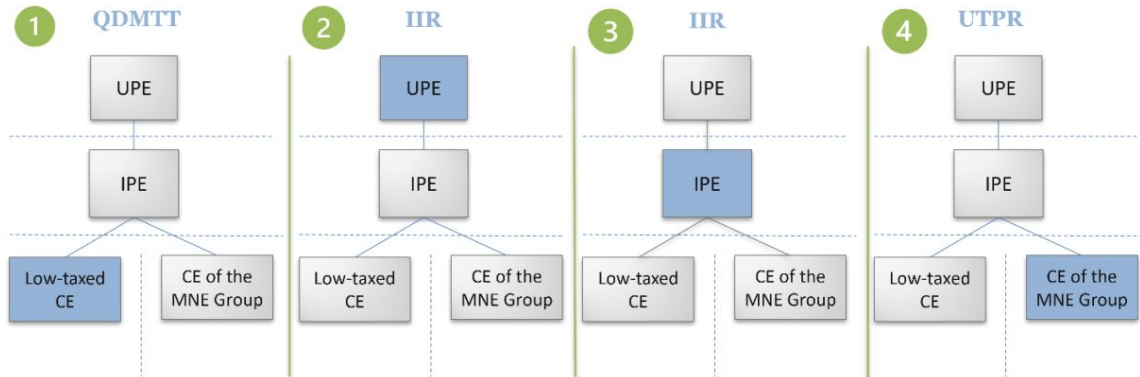 1
QDMTT
UPE
IPE
Low-taxed
CE
CE of the
MNE Group
2
IIR
UPE
IPE
Low-taxed
CE
CE of the
MNE Group
3
IIR
UPE
IPE
Low-taxed
CE
CE of the
MNE Group
4
UTPR
UPE
IPE
Low-taxed
CE
CE of the
MNE Group